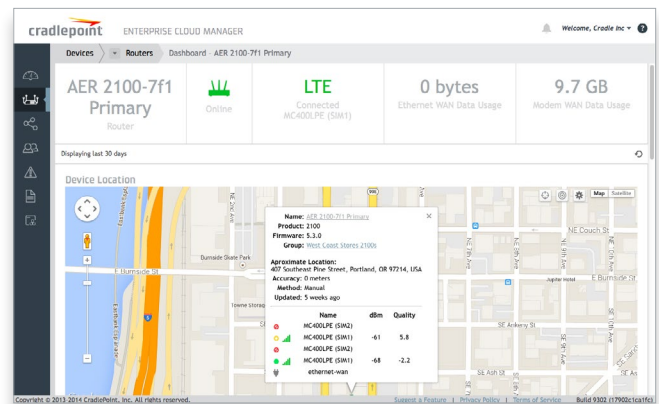 cradlepoint ENTERPRISE CLOUD MANAGER
Welcome, Cradle Inc
Devices Routers Dashboard - AER 2100-7f1 Primary
AER 2100-7f1
Primary
Router
Online
LTE
Connected
MC400LPE (SIM1)
0 bytes
Ethernet WAN Data Usage
9.7 GB
Modem WAN Data Usage
Displaying last 30 days
Device Location
Map Satellite
Name: AER 2100-7f1 Primary
Product: 2100
Firmware: 5.3.0
Group: West Coast Stores 2100s
Aproximate Location:
407 Southeast Pine Street, Portland, OR 97214, USA
Accuracy: 0 meters
Method: Manual
Updated: 5 weeks ago
Name dBm Quality
MC400LPE (SIM2)
MC400LPE (SIM1) -61 5.8
MC400LPE (SIM2)
MC400LPE (SIM1) -68 -2.2
ethernet-wan
NE Couch St
Burnside Skate Park
E Burnside St
Jupiter Hotel
E Burnside St
Towne Storag
SE Ankeny St
SE Ash St
SE An
Copyright © 2013-2014 CradlePoint, Inc. All rights reserved.
Suggest a Feature | Privacy Policy | Terms of Service Build 9302 (17902c1ca1fc)